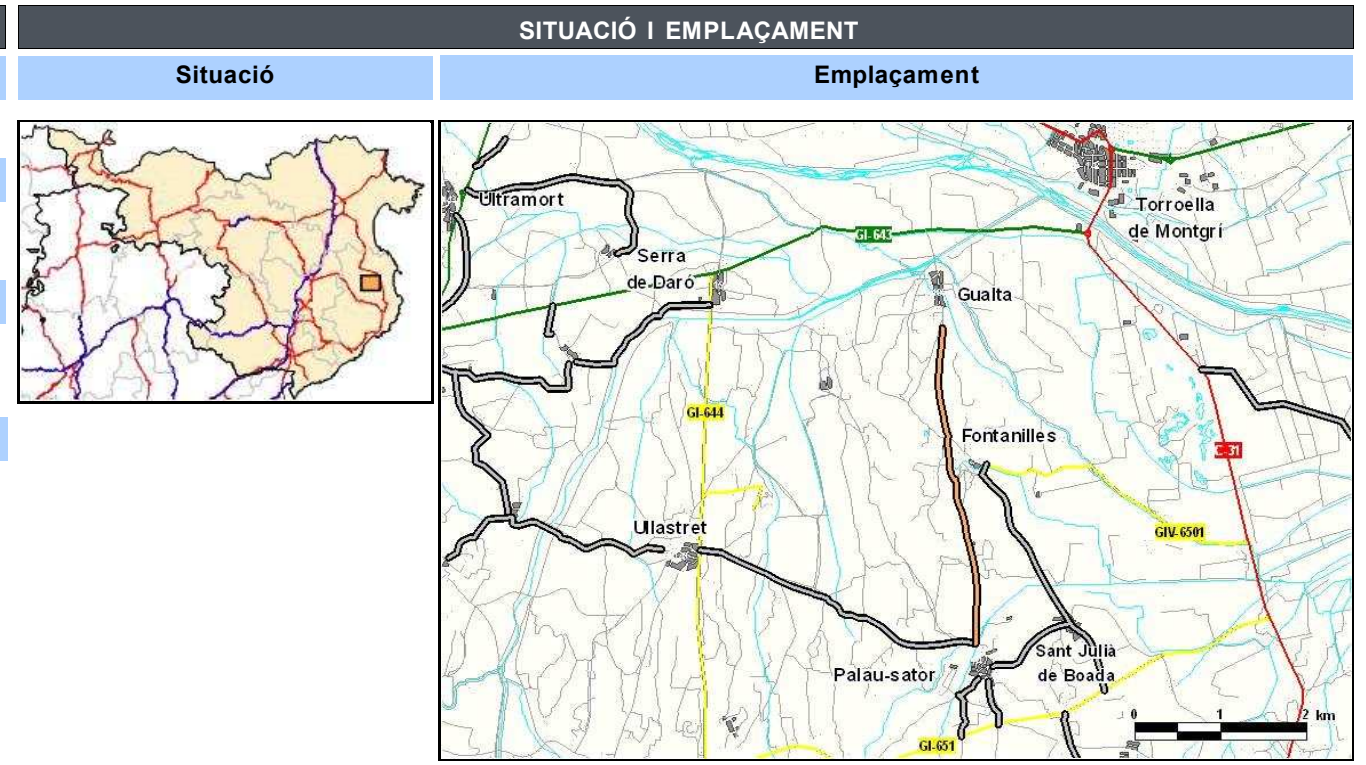 SITUACIÓ I EMPLAÇAMENT
Situació
Emplaçament
Ultramort
Torroella
de Montgrí
GI-643
Serra
de Daró
Gualta
GI-644
Fontanilles
C-31
Ullastret
GIV-6501
Sant Julià
de Boada
Palau-sator
0 1 2 km
GI-651